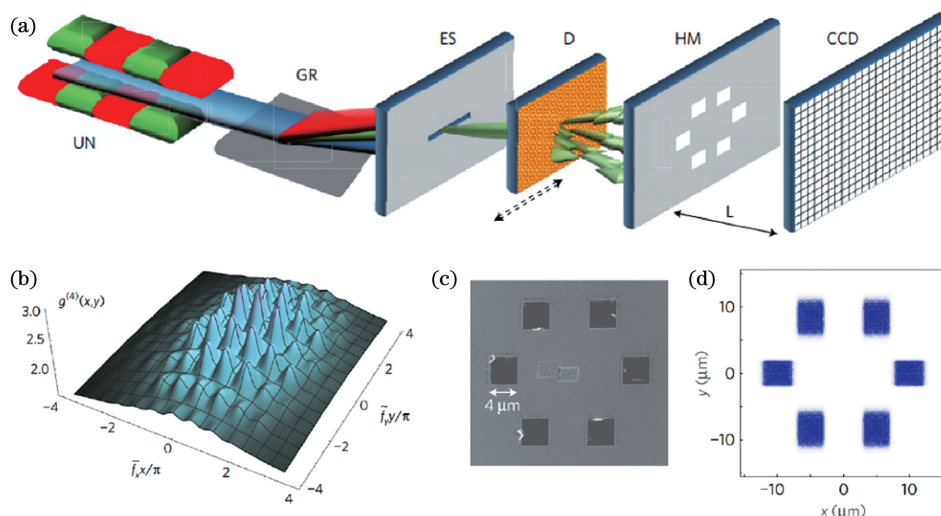 (a)
UN
GR
ES
D
HM
CCD
L
(b)
g⁽⁴⁾(x,y)
3.0
2.5
2.0
−4
−2
0
2
4
f̄ₓx/π
4
2
0
−2
−4
f̄ᵧy/π
(c)
4 μm
(d)
10
0
−10
y (μm)
−10
0
10
x (μm)